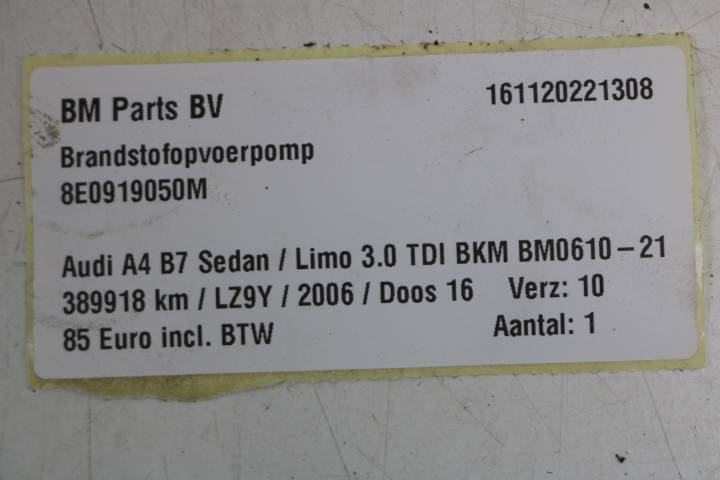 BM Parts BV 161120221308
Brandstofopvoerpomp
8E0919050M
Audi A4 B7 Sedan / Limo 3.0 TDI BKM BM0610-21
389918 km / LZ9Y / 2006 / Doos 16 Verz: 10
85 Euro incl. BTW Aantal: 1